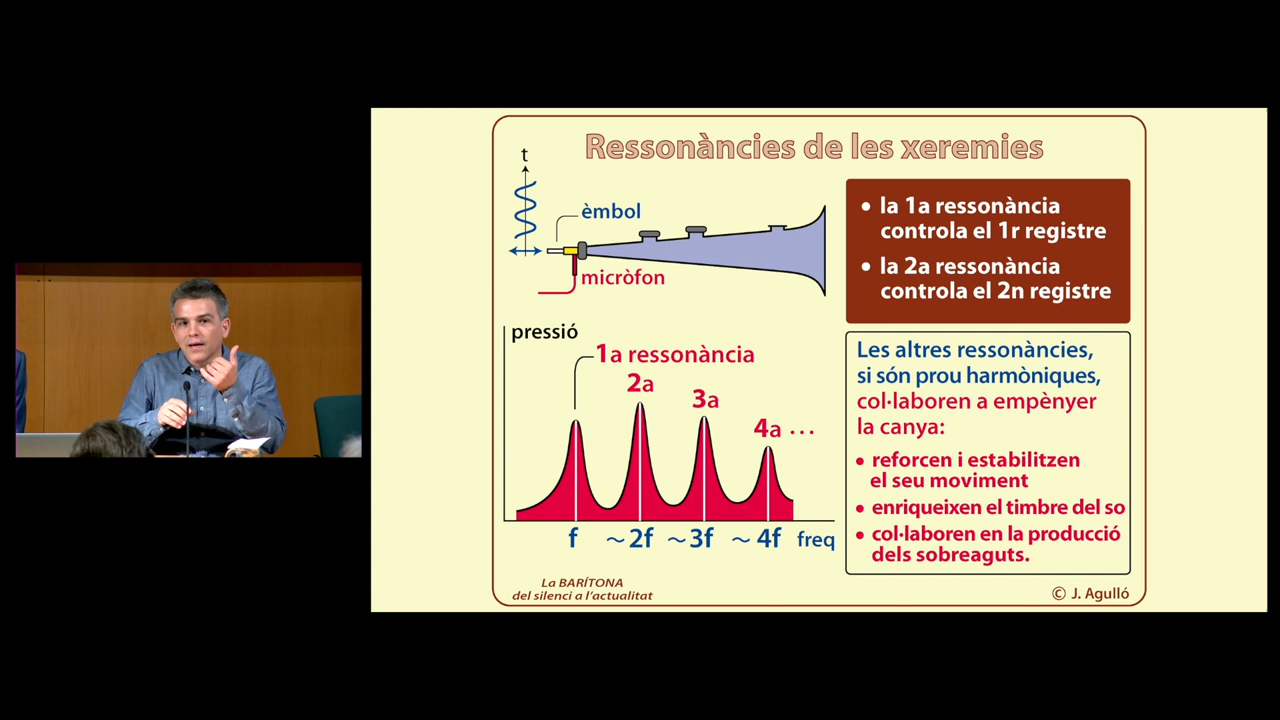 Ressonàncies de les xeremies
t
èmbol
micròfon
• la 1a ressonància
controla el 1r registre
• la 2a ressonància
controla el 2n registre
pressió
1a ressonància
2a
3a
4a ...
f
~2f
~3f
~4f
freq
Les altres ressonàncies,
si són prou harmòniques,
col·laboren a empènyer
la canya:
• reforcen i estabilitzen
el seu moviment
• enriqueixen el timbre del so
• col·laboren en la producció
dels sobreaguts.
La BARÍTONA
del silenci a l'actualitat
© J. Agulló